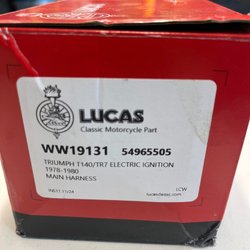 LUCAS
Classic Motorcycle Part
WW19131 54965505
TRIUMPH T140/TR7 ELECTRIC IGNITION
1978-1980
MAIN HARNESS
LCW
lucasclassic.com